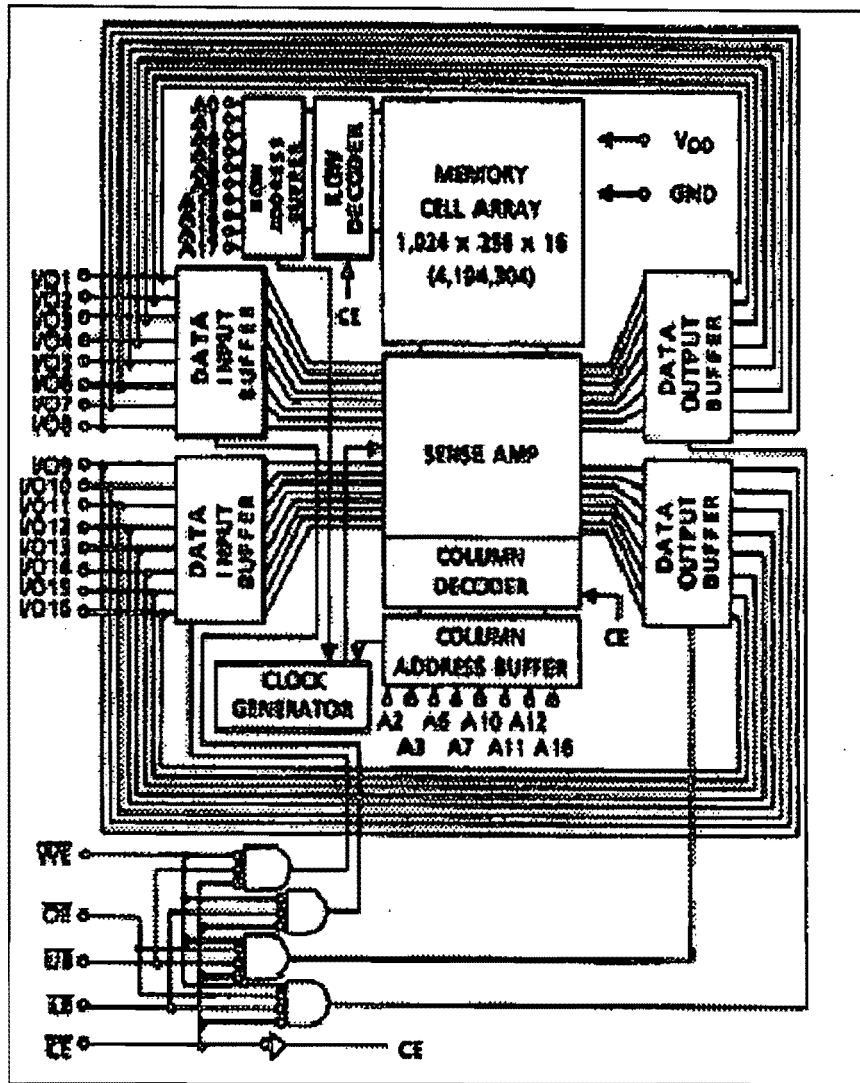 ROW
ADDRESS
BUFFER
ROW
DECODER
MEMORY
CELL ARRAY
1,024 x 256 x 16
(4,194,304)
VDD
GND
CE
I/O1
I/O2
I/O3
I/O4
I/O5
I/O6
I/O7
I/O8
DATA
INPUT
BUFFER
DATA
OUTPUT
BUFFER
SENSE AMP
I/O9
I/O10
I/O11
I/O12
I/O13
I/O14
I/O15
I/O16
DATA
INPUT
BUFFER
DATA
OUTPUT
BUFFER
COLUMN
DECODER
CE
COLUMN
ADDRESS BUFFER
CLOCK
GENERATOR
A2 A6 A10 A12
A3 A7 A11 A16
WE
OE
UB
LB
CE
CE